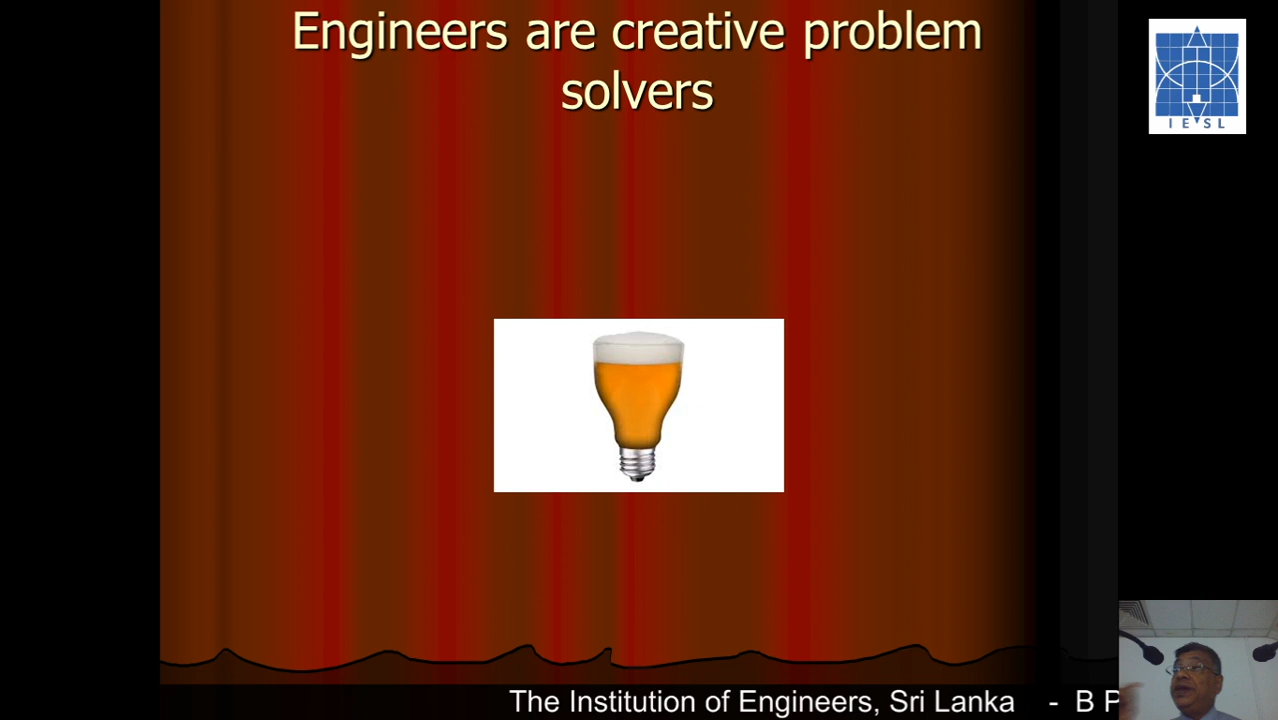 Engineers are creative problem
solvers
I E S L
The Institution of Engineers, Sri Lanka - B P